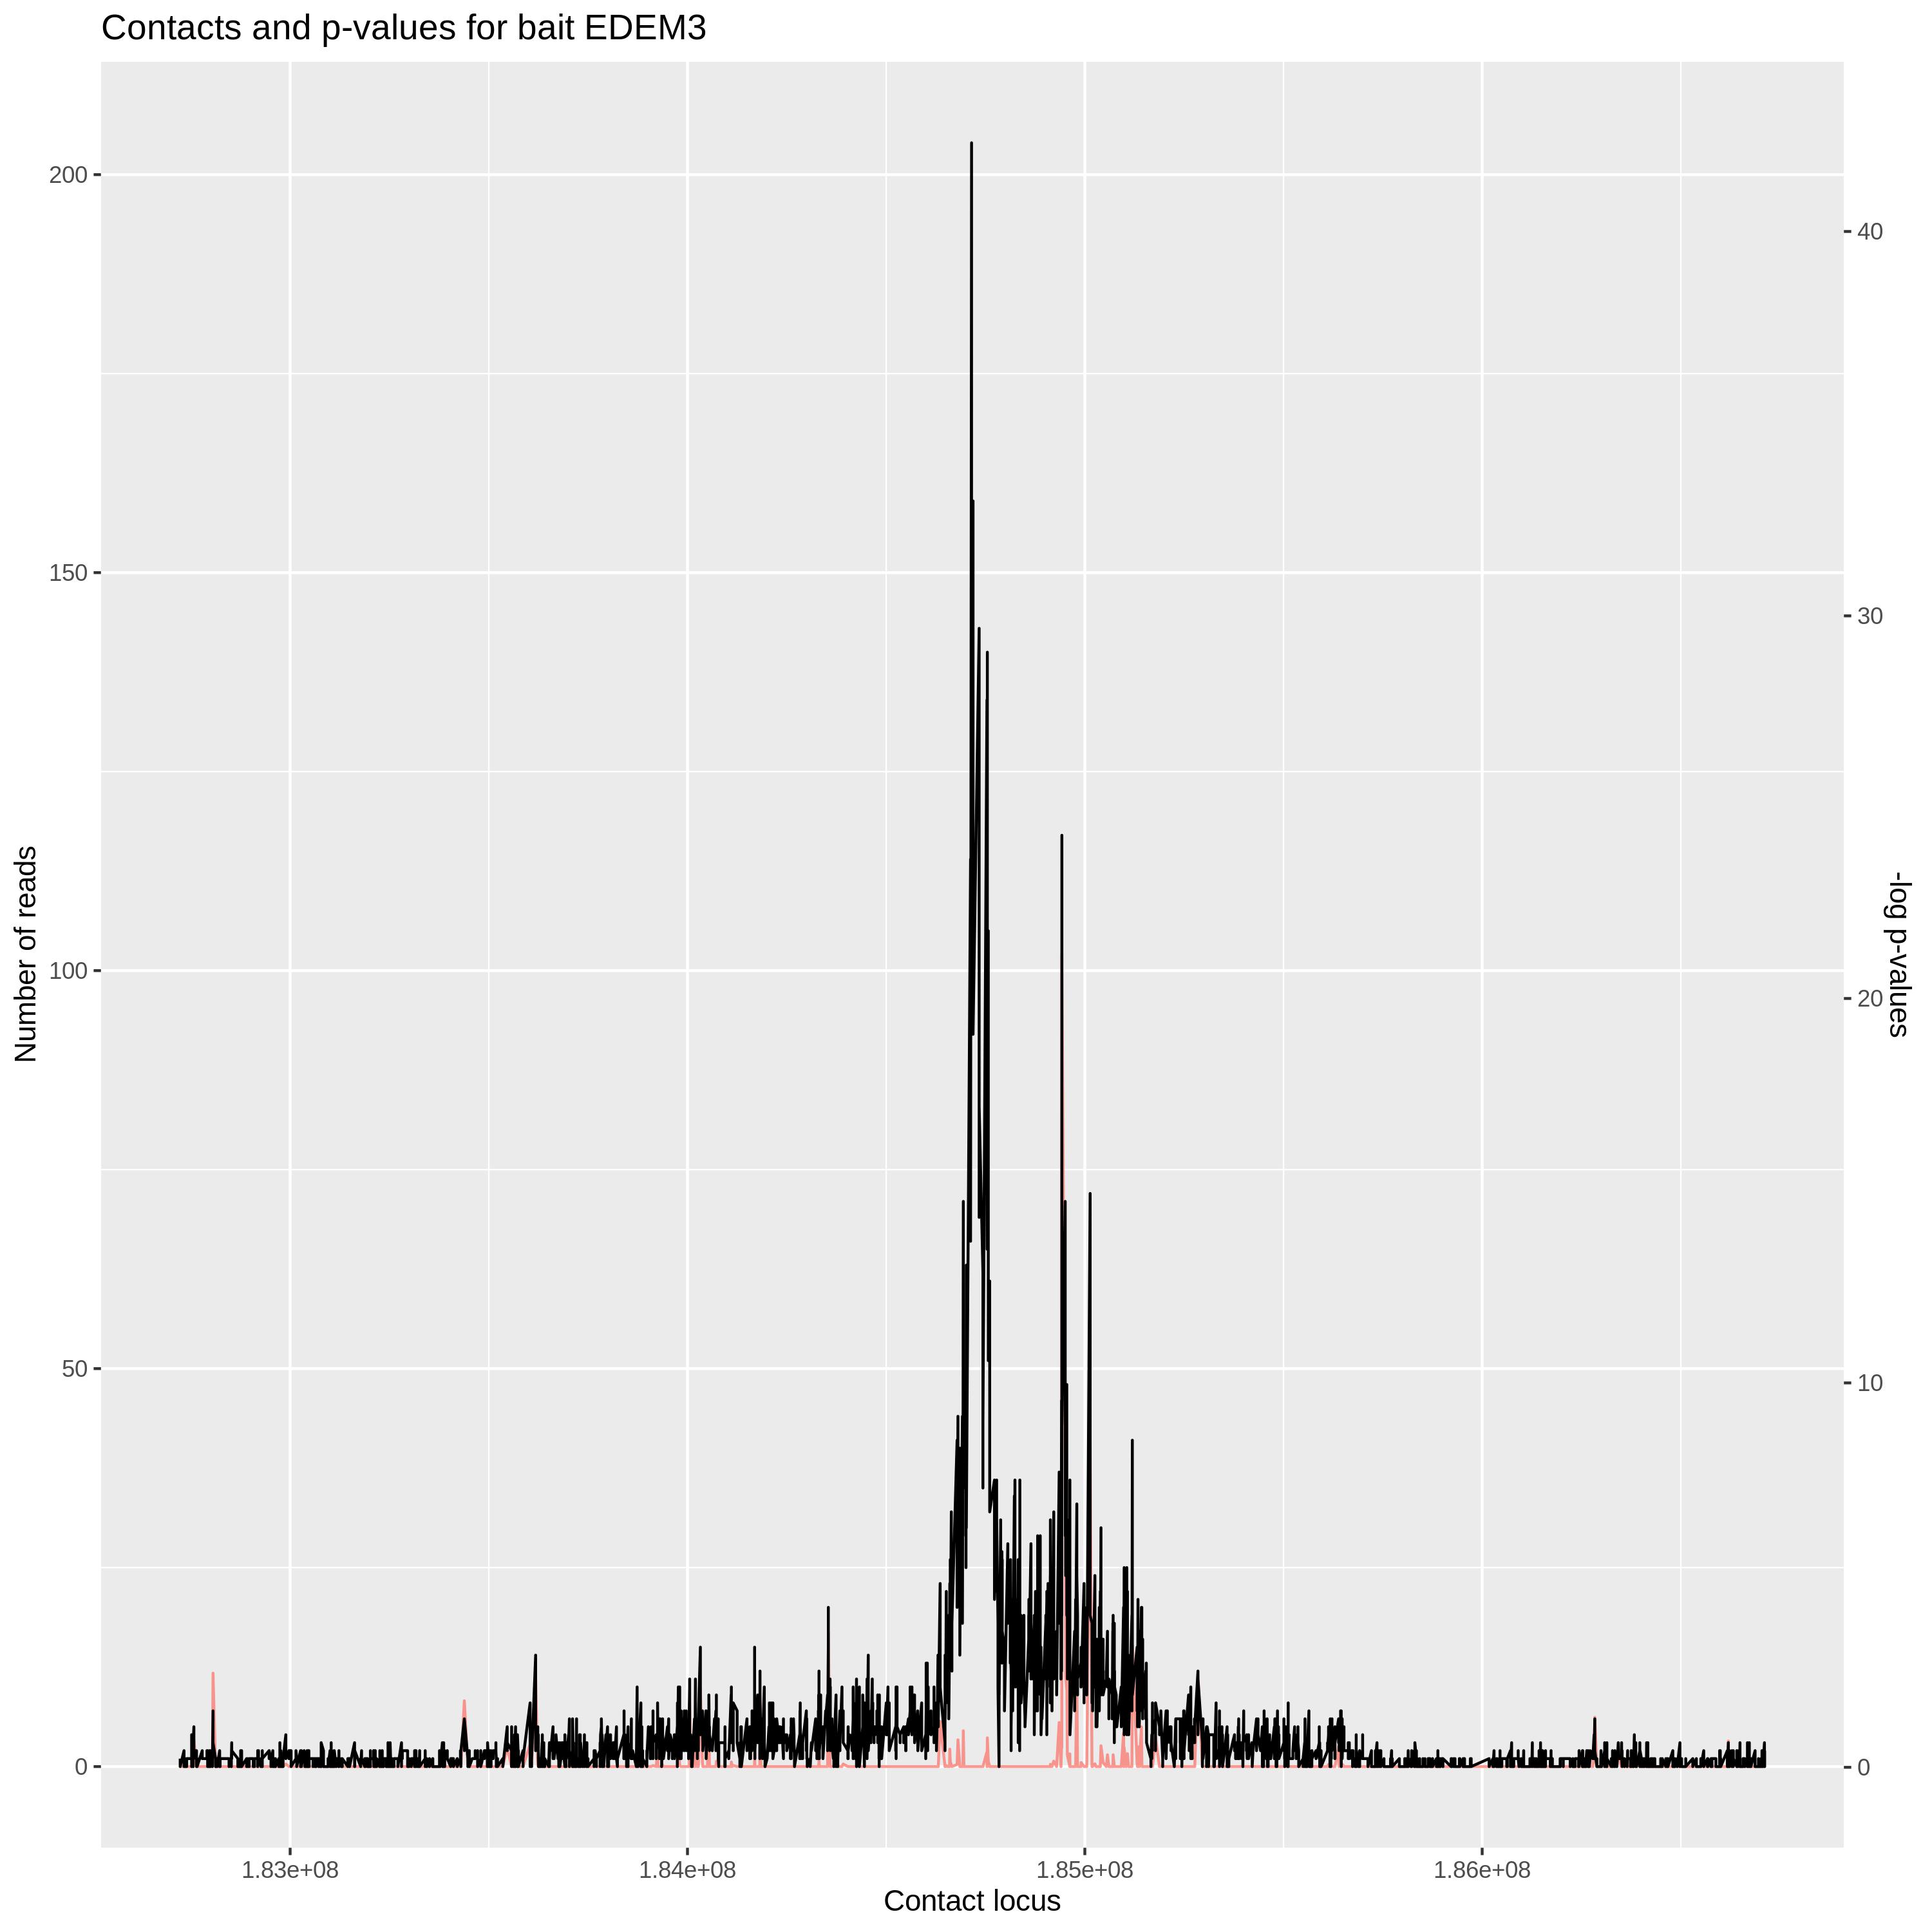 Contacts and p-values for bait EDEM3
200
150
100
50
0
Number of reads
40
30
20
10
0
-log p-values
1.83e+08
1.84e+08
1.85e+08
1.86e+08
Contact locus